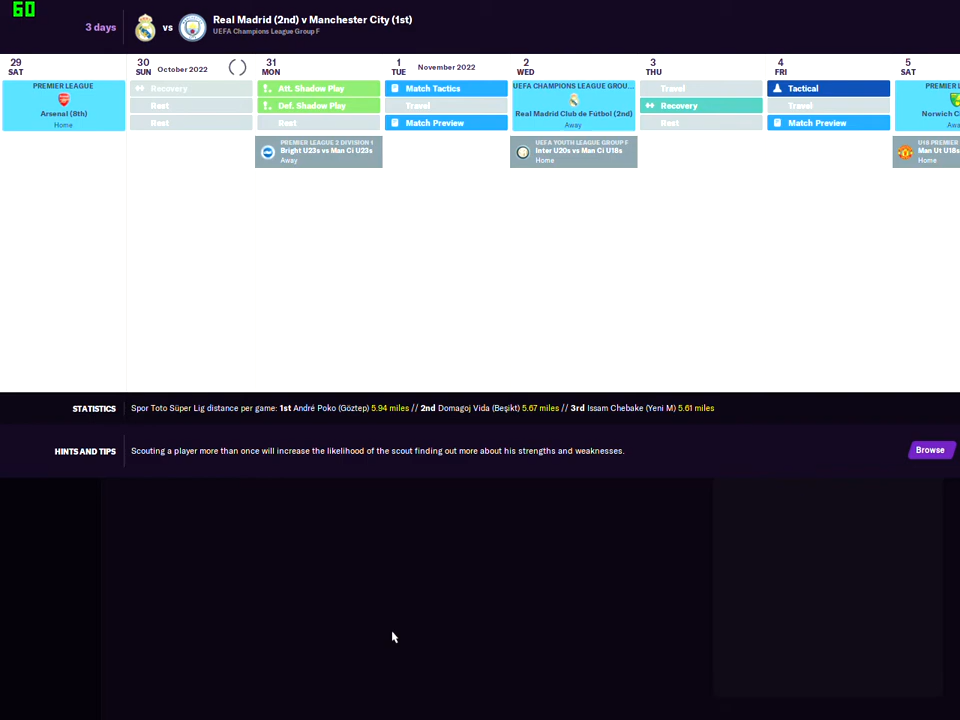 60
3 days
vs
Real Madrid (2nd) v Manchester City (1st)
UEFA Champions League Group F
29
SAT
30
SUN October 2022
31
MON
1
TUE November 2022
2
WED
3
THU
4
FRI
5
SAT
PREMIER LEAGUE
Arsenal (8th)
Home
Recovery
Rest
Rest
Att. Shadow Play
Def. Shadow Play
Rest
PREMIER LEAGUE 2 DIVISION 1
Bright U23s vs Man Ci U23s
Away
Match Tactics
Travel
Match Preview
UEFA CHAMPIONS LEAGUE GROU...
Real Madrid Club de Fútbol (2nd)
Away
UEFA YOUTH LEAGUE GROUP F
Inter U20s vs Man Ci U18s
Home
Travel
Recovery
Rest
Tactical
Travel
Match Preview
PREMIER L
Norwich C
Away
U18 PREMIER
Man Ut U18s
Home
STATISTICS
Spor Toto Süper Lig distance per game: 1st André Poko (Göztep) 5.94 miles // 2nd Domagoj Vida (Beşikt) 5.67 miles // 3rd Issam Chebake (Yeni M) 5.61 miles
HINTS AND TIPS
Scouting a player more than once will increase the likelihood of the scout finding out more about his strengths and weaknesses.
Browse